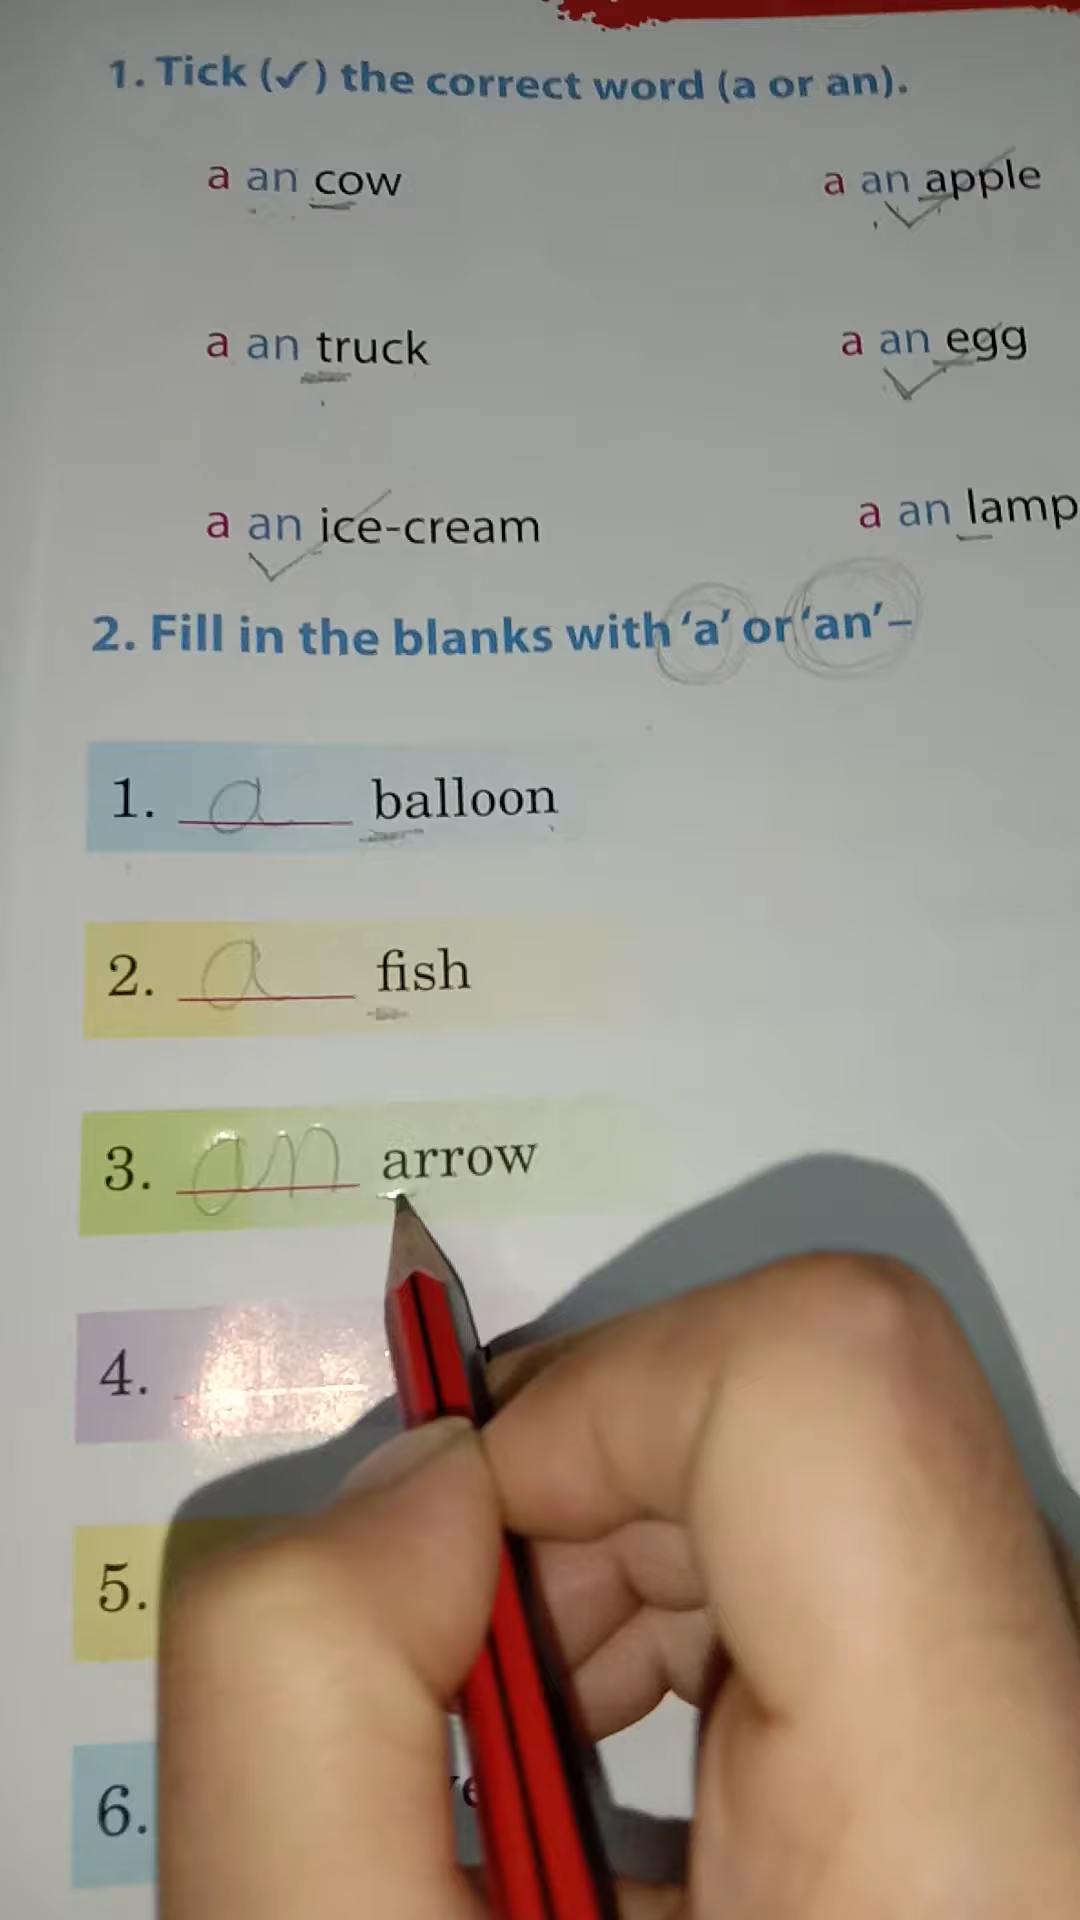 1. Tick (✓) the correct word (a or an).
a an cow
a an apple
a an truck
a an egg
a an ice-cream
a an lamp
2. Fill in the blanks with 'a' or 'an'–
1. a balloon
2. a fish
3. an arrow
4.
5.
6.